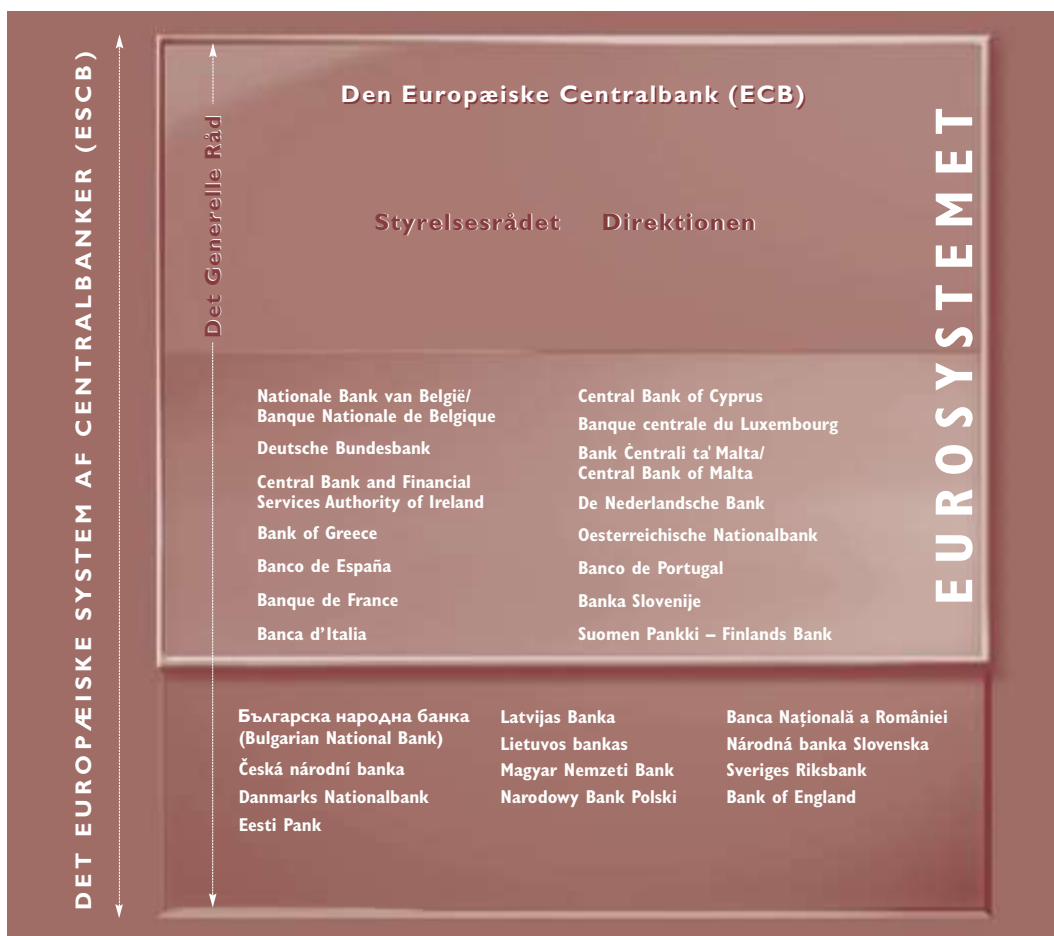 DET EUROPÆISKE SYSTEM AF CENTRALBANKER (ESCB)
Det Generelle Råd
Den Europæiske Centralbank (ECB)
Styrelsesrådet Direktionen
EUROSYSTEMET
Nationale Bank van België/
Banque Nationale de Belgique
Deutsche Bundesbank
Central Bank and Financial
Services Authority of Ireland
Bank of Greece
Banco de España
Banque de France
Banca d’Italia
Central Bank of Cyprus
Banque centrale du Luxembourg
Bank Ċentrali ta' Malta/
Central Bank of Malta
De Nederlandsche Bank
Oesterreichische Nationalbank
Banco de Portugal
Banka Slovenije
Suomen Pankki – Finlands Bank
Българска народна банка
(Bulgarian National Bank)
Česká národní banka
Danmarks Nationalbank
Eesti Pank
Latvijas Banka
Lietuvos bankas
Magyar Nemzeti Bank
Narodowy Bank Polski
Banca Naţională a României
Národná banka Slovenska
Sveriges Riksbank
Bank of England